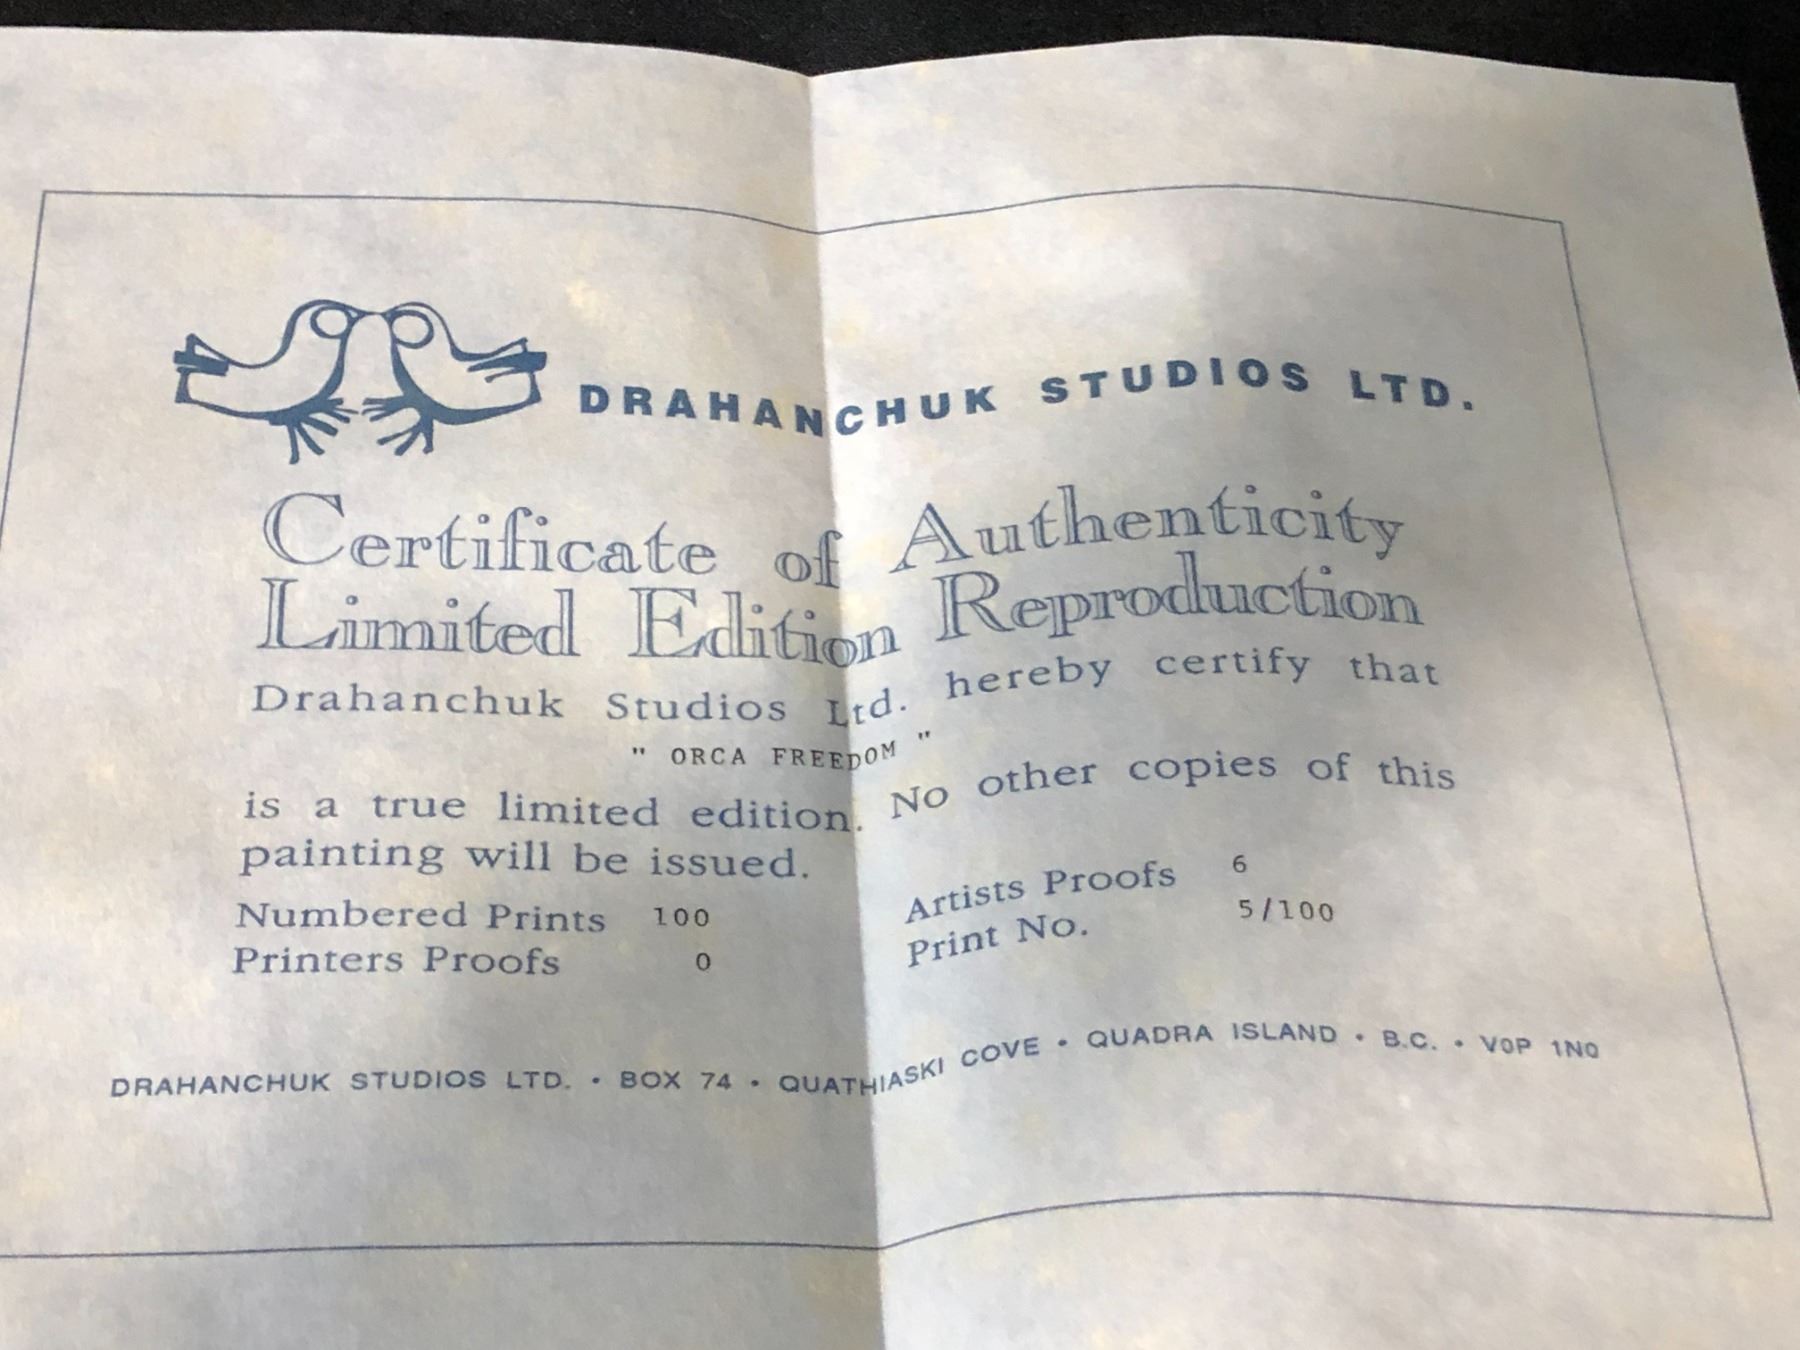 DRAHANCHUK STUDIOS LTD.
Certificate of Authenticity
Limited Edition Reproduction
Drahanchuk Studios Ltd. hereby certify that
" ORCA FREEDOM "
is a true limited edition. No other copies of this
painting will be issued.
Numbered Prints 100 Artists Proofs 6
Printers Proofs 0 Print No. 5/100
DRAHANCHUK STUDIOS LTD. • BOX 74 • QUATHIASKI COVE • QUADRA ISLAND • B.C. • V0P 1N0